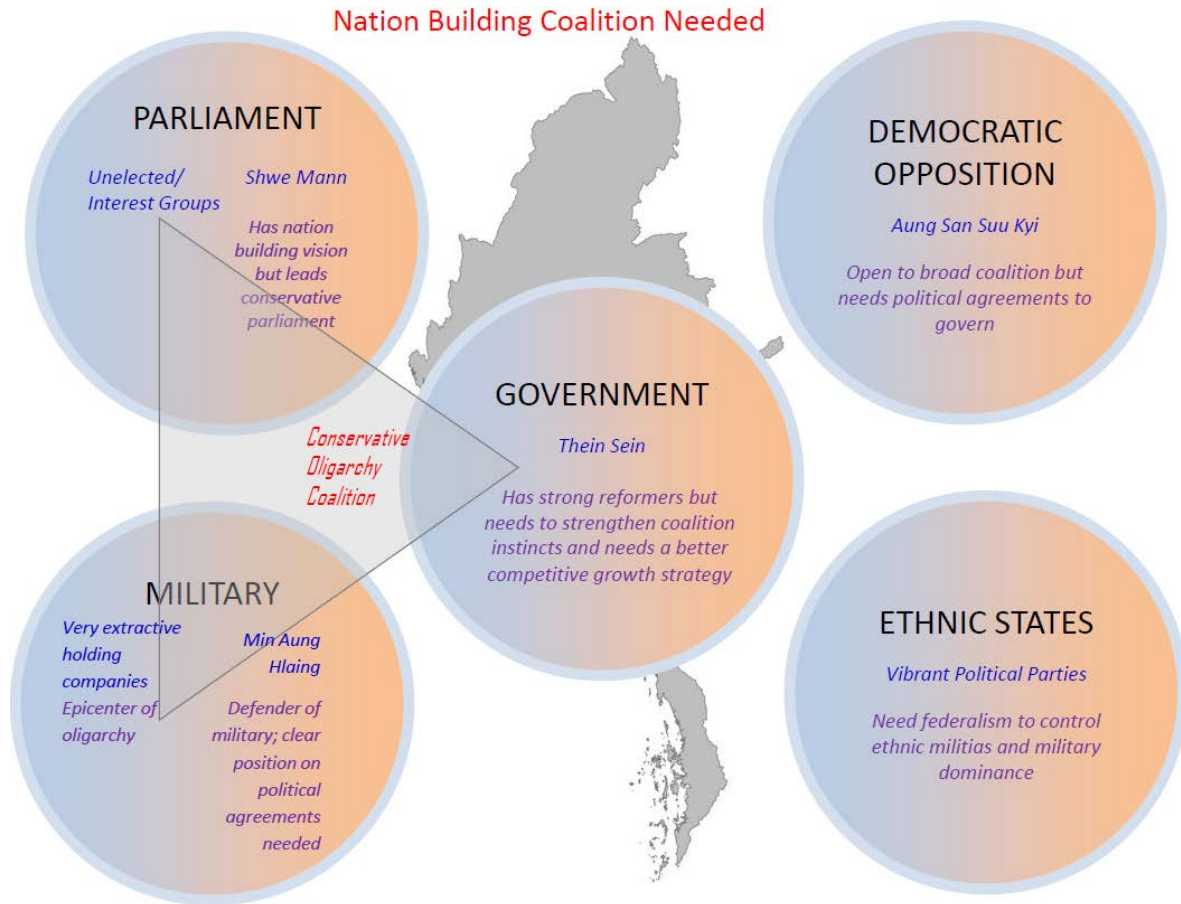 Nation Building Coalition Needed
PARLIAMENT
Unelected/
Interest Groups
Shwe Mann
Has nation
building vision
but leads
conservative
parliament
DEMOCRATIC
OPPOSITION
Aung San Suu Kyi
Open to broad coalition but
needs political agreements to
govern
GOVERNMENT
Thein Sein
Has strong reformers but
needs to strengthen coalition
instincts and needs a better
competitive growth strategy
Conservative
Oligarchy
Coalition
MILITARY
Very extractive
holding
companies
Epicenter of
oligarchy
Min Aung
Hlaing
Defender of
military; clear
position on
political
agreements
needed
ETHNIC STATES
Vibrant Political Parties
Need federalism to control
ethnic militias and military
dominance